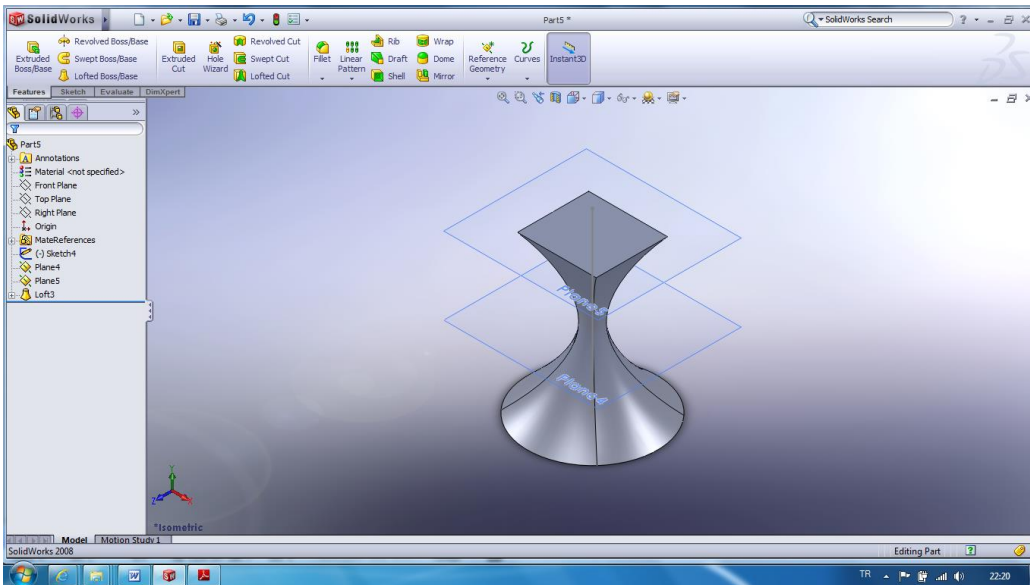 SolidWorks
Part5 *
SolidWorks Search
Extruded Boss/Base
Revolved Boss/Base
Swept Boss/Base
Lofted Boss/Base
Extruded Cut
Hole Wizard
Revolved Cut
Swept Cut
Lofted Cut
Fillet
Linear Pattern
Rib
Draft
Shell
Wrap
Dome
Mirror
Reference Geometry
Curves
Instant3D
Features Sketch Evaluate DimXpert
Part5
Annotations
Material <not specified>
Front Plane
Top Plane
Right Plane
Origin
MateReferences
(-) Sketch4
Plane4
Plane5
Loft3
Plane5
Plane4
Y
Z
X
*Isometric
Model Motion Study 1
SolidWorks 2008
Editing Part
TR
22:20